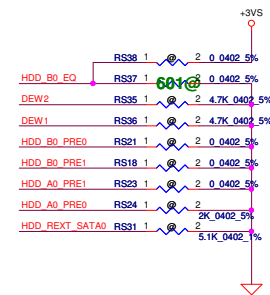 +3VS
RS38 1 @ 2 0_0402_5%
HDD_B0_EQ RS37 1 601@ 2 0_0402_5%
DEW2 RS35 1 @ 2 4.7K_0402_5%
DEW1 RS36 1 @ 2 4.7K_0402_5%
HDD_B0_PRE0 RS21 1 @ 2 0_0402_5%
HDD_B0_PRE1 RS18 1 @ 2 0_0402_5%
HDD_A0_PRE1 RS23 1 @ 2 0_0402_5%
HDD_A0_PRE0 RS24 1 @ 2 2K_0402_5%
HDD_REXT_SATA0 RS31 1 @ 2 5.1K_0402_1%